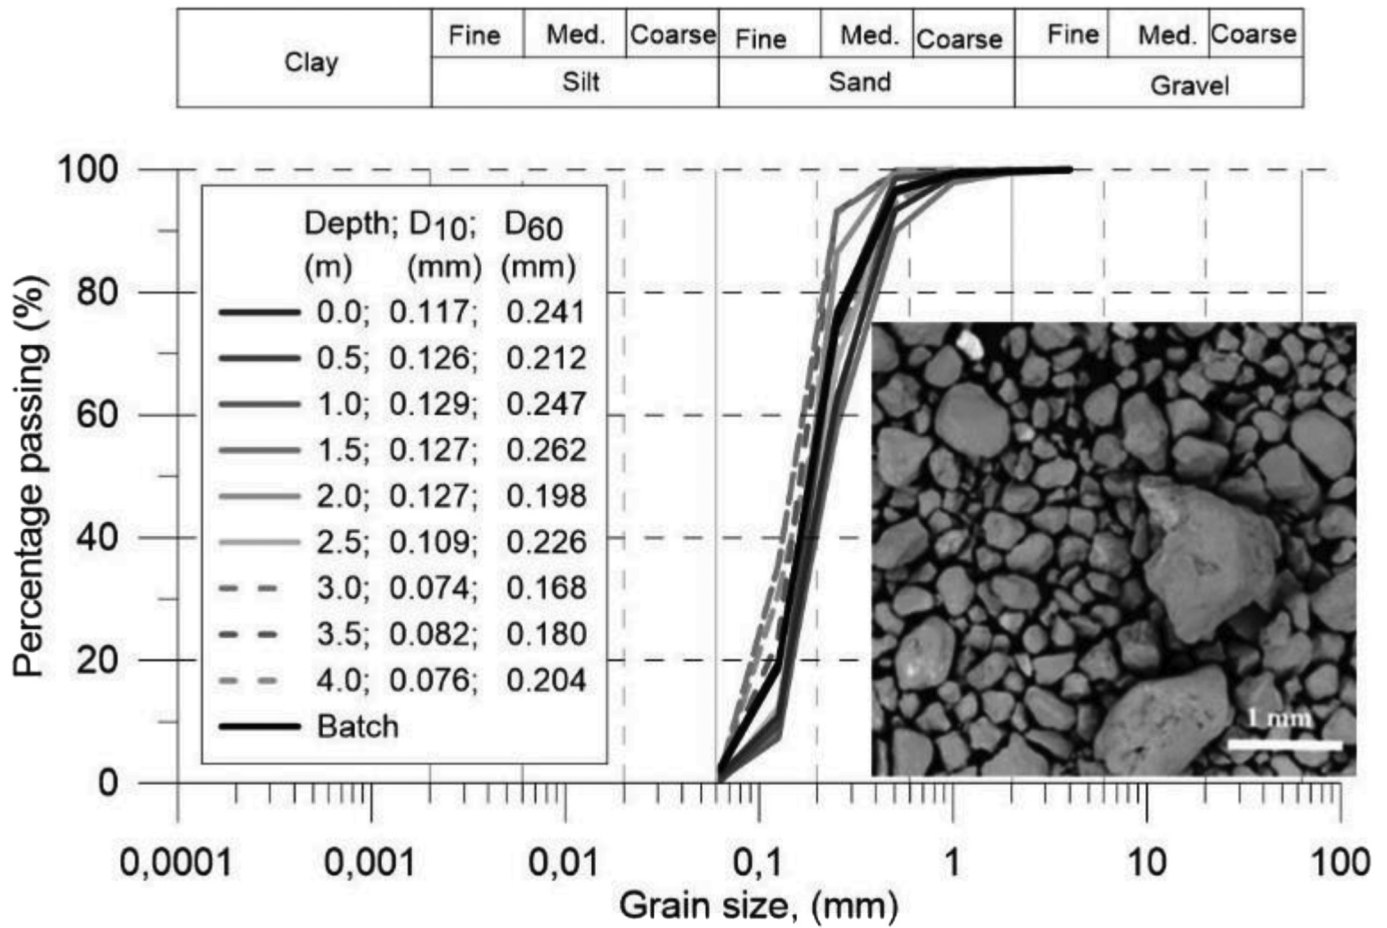 Clay
Fine Med. Coarse Fine Med. Coarse Fine Med. Coarse
Silt Sand Gravel
Percentage passing (%)
100
80
60
40
20
0
Depth; D10; D60
(m) (mm) (mm)
0.0; 0.117; 0.241
0.5; 0.126; 0.212
1.0; 0.129; 0.247
1.5; 0.127; 0.262
2.0; 0.127; 0.198
2.5; 0.109; 0.226
3.0; 0.074; 0.168
3.5; 0.082; 0.180
4.0; 0.076; 0.204
Batch
1 mm
0,0001 0,001 0,01 0,1 1 10 100
Grain size, (mm)